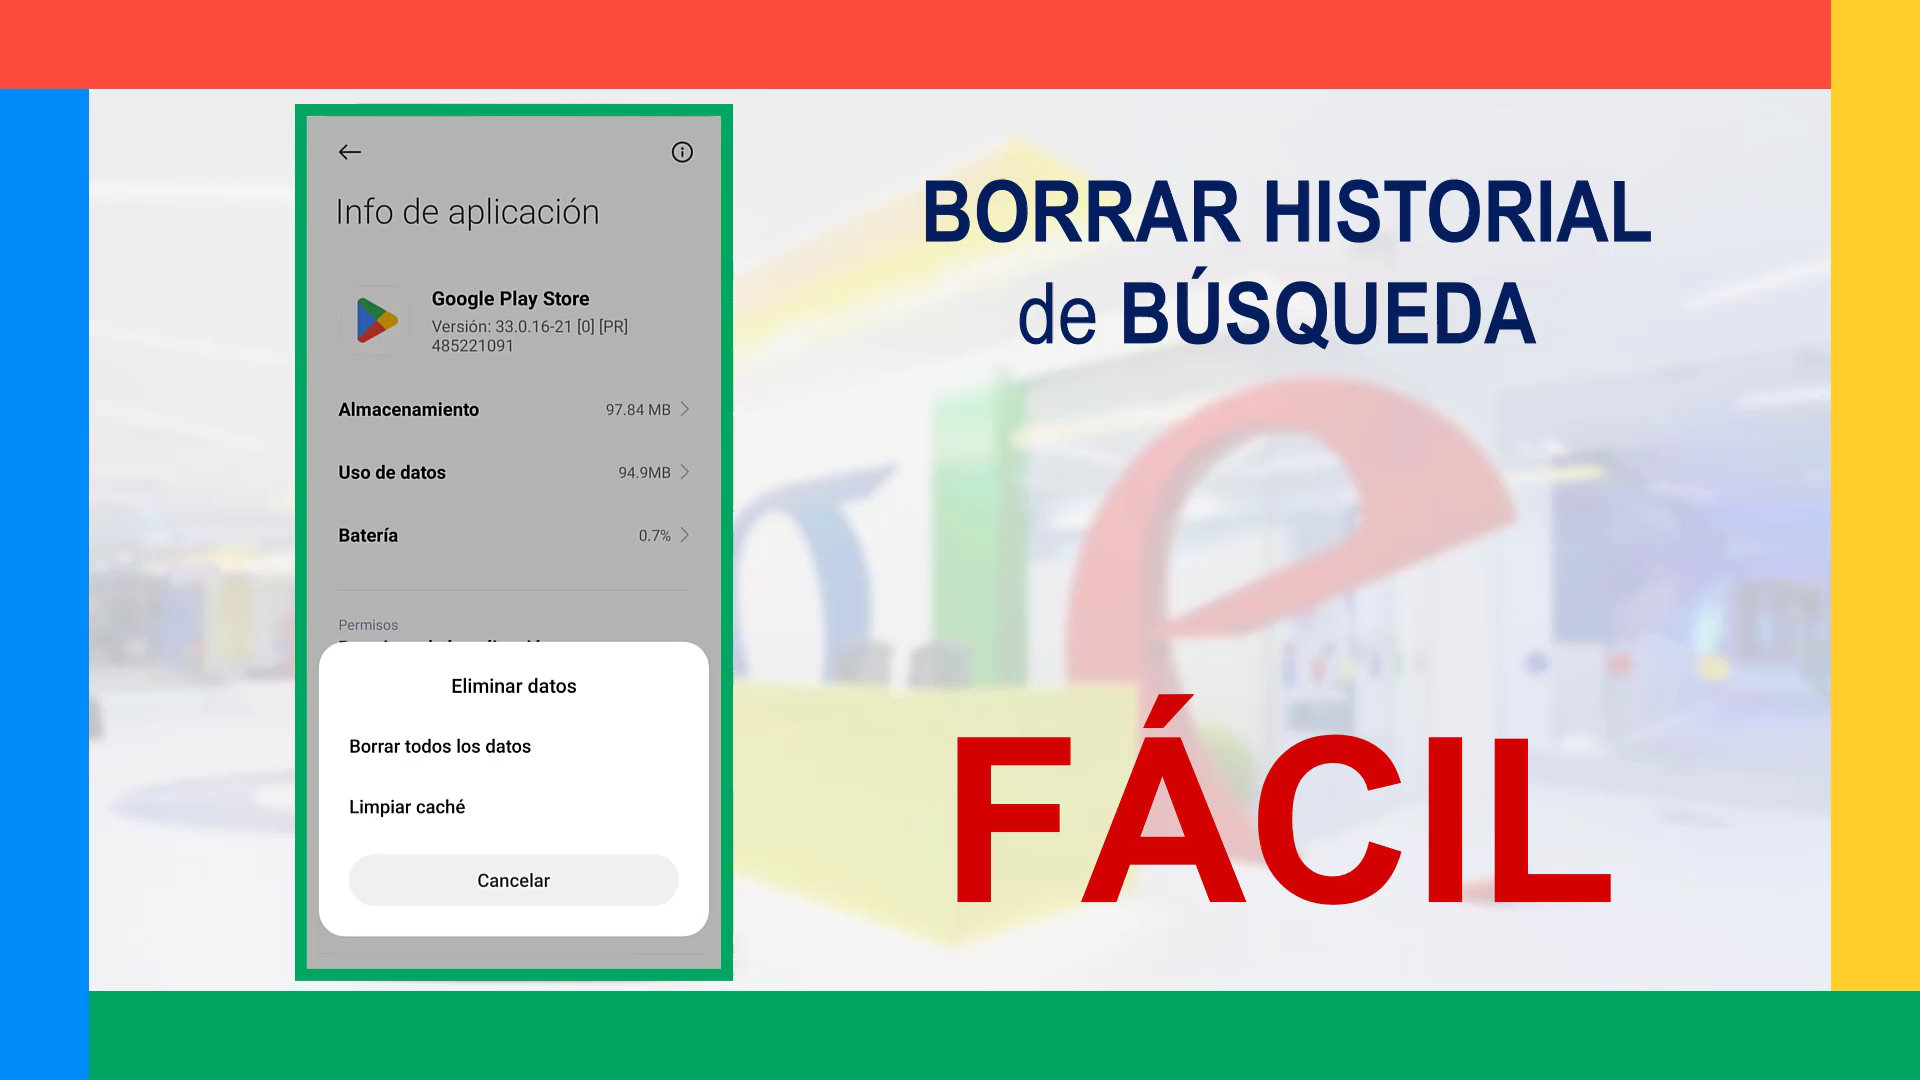 Info de aplicación
Google Play Store
Versión: 33.0.16-21 [0] [PR]
485221091
Almacenamiento 97.84 MB
Uso de datos 94.9MB
Batería 0.7%
Permisos
Eliminar datos
Borrar todos los datos
Limpiar caché
Cancelar
BORRAR HISTORIAL
de BÚSQUEDA
FÁCIL